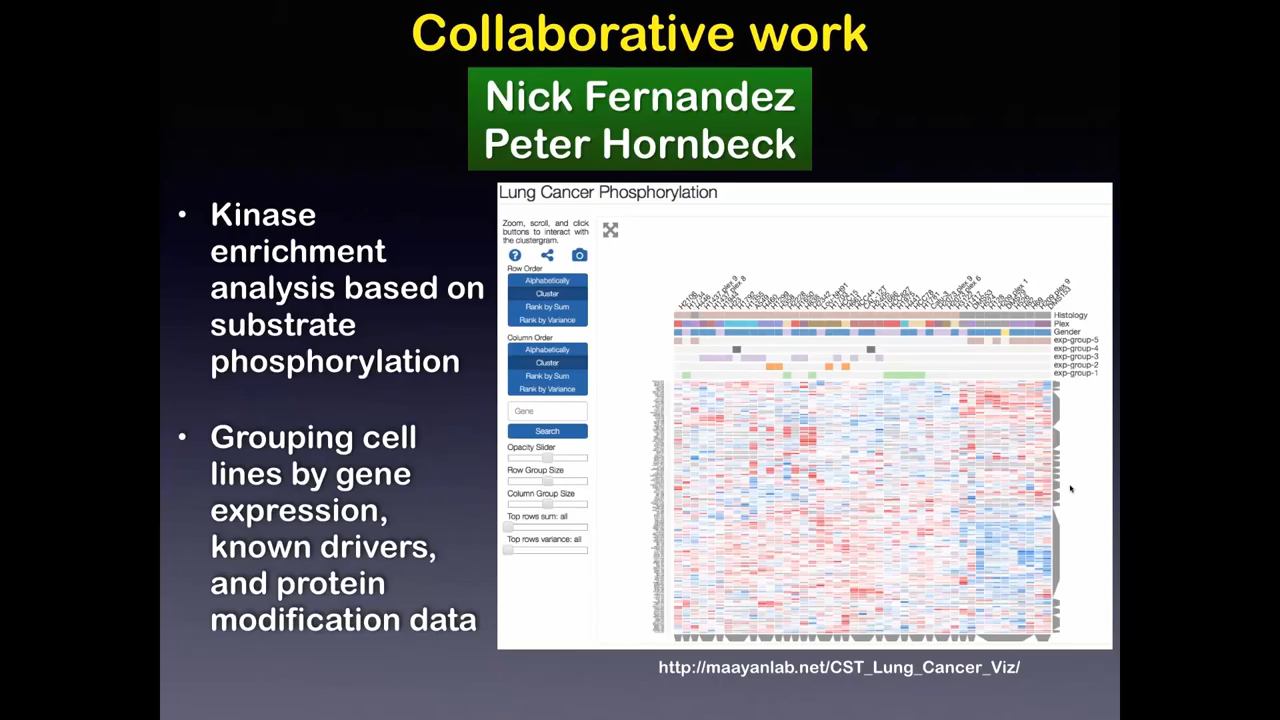 Collaborative work
Nick Fernandez
Peter Hornbeck
• Kinase
enrichment
analysis based on
substrate
phosphorylation
• Grouping cell
lines by gene
expression,
known drivers,
and protein
modification data
Lung Cancer Phosphorylation
Zoom, scroll, and click
buttons to interact with
the clustergram.
Row Order
Alphabetically
Cluster
Rank by Sum
Rank by Variance
Column Order
Alphabetically
Cluster
Rank by Sum
Rank by Variance
Gene
Search
Opacity Slider
Row Group Size
Column Group Size
Top rows sum: all
Top rows variance: all
Histology
Plex
Gender
exp-group-5
exp-group-4
exp-group-3
exp-group-2
exp-group-1
http://maayanlab.net/CST_Lung_Cancer_Viz/